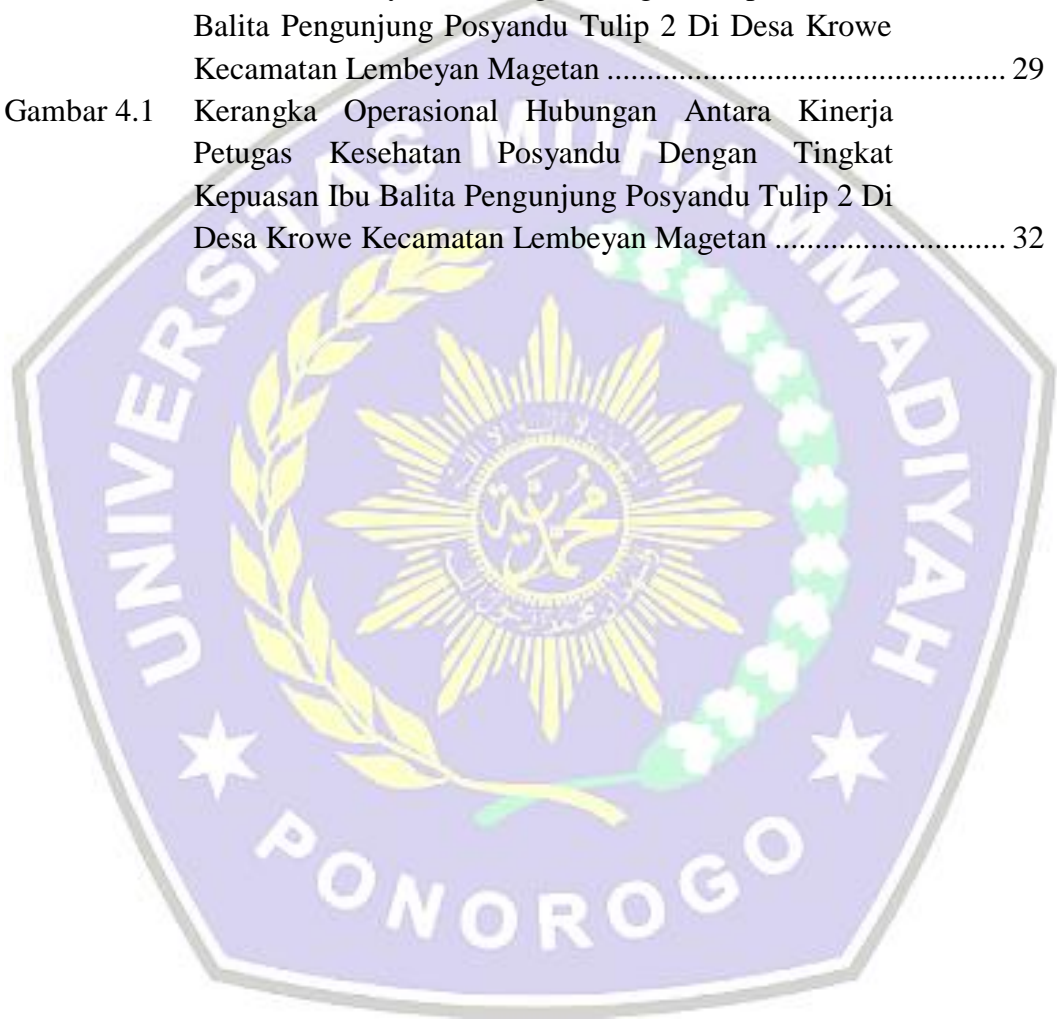 Balita Pengunjung Posyandu Tulip 2 Di Desa Krowe
Kecamatan Lembeyan Magetan ................................................... 29
Gambar 4.1 Kerangka Operasional Hubungan Antara Kinerja
Petugas Kesehatan Posyandu Dengan Tingkat
Kepuasan Ibu Balita Pengunjung Posyandu Tulip 2 Di
Desa Krowe Kecamatan Lembeyan Magetan ............................. 32
UNIVERSITAS MUHAMMADIYAH
PONOROGO